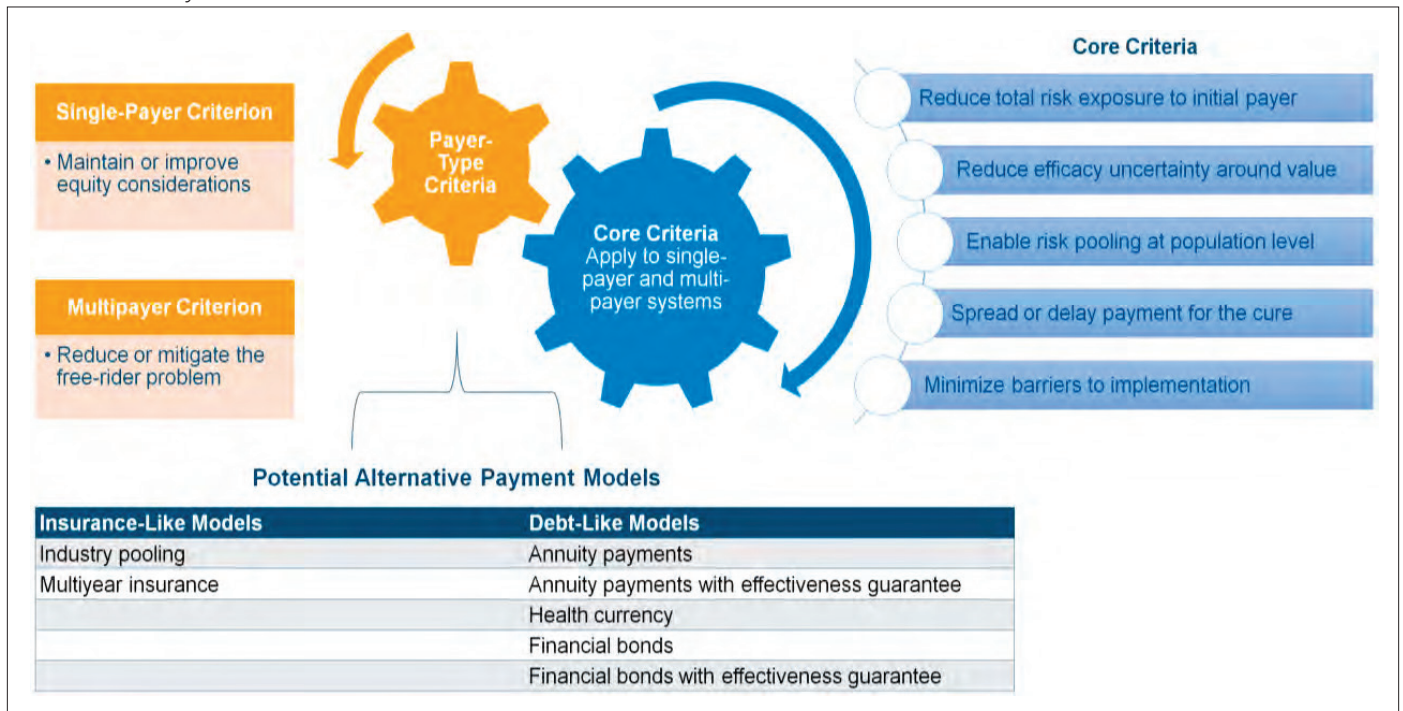 Single-Payer Criterion
• Maintain or improve
equity considerations
Multipayer Criterion
• Reduce or mitigate the
free-rider problem
Payer-
Type
Criteria
Core Criteria
Apply to single-
payer and multi-
payer systems
Core Criteria
Reduce total risk exposure to initial payer
Reduce efficacy uncertainty around value
Enable risk pooling at population level
Spread or delay payment for the cure
Minimize barriers to implementation
Potential Alternative Payment Models
Insurance-Like Models Debt-Like Models
Industry pooling Annuity payments
Multiyear insurance Annuity payments with effectiveness guarantee
Health currency
Financial bonds
Financial bonds with effectiveness guarantee